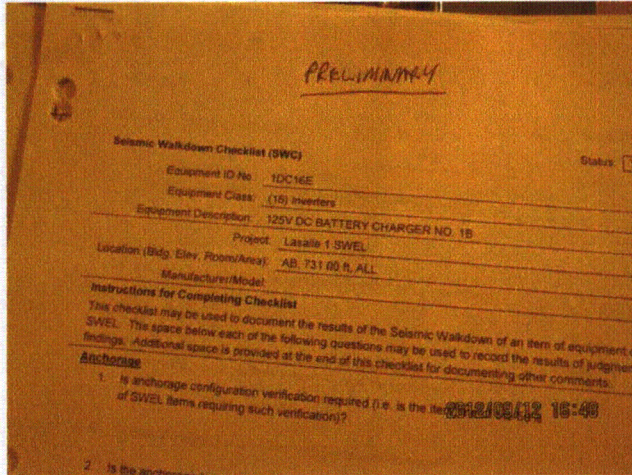 PRELIMINARY
Seismic Walkdown Checklist (SWC)
Status:
Equipment ID No. 1DC16E
Equipment Class: (16) Inverters
Equipment Description: 125V DC BATTERY CHARGER NO. 1B
Project: Lasalle 1 SWEL
Location (Bldg, Elev, Room/Area): AB, 731.00 ft, ALL
Manufacturer/Model:
Instructions for Completing Checklist
This checklist may be used to document the results of the Seismic Walkdown of an item of equipment
SWEL. The space below each of the following questions may be used to record the results of judgment
findings. Additional space is provided at the end of this checklist for documenting other comments.
Anchorage
1. Is anchorage configuration verification required (i.e. is the item
of SWEL items requiring such verification)?
2012/09/12 16:48
2. Is the